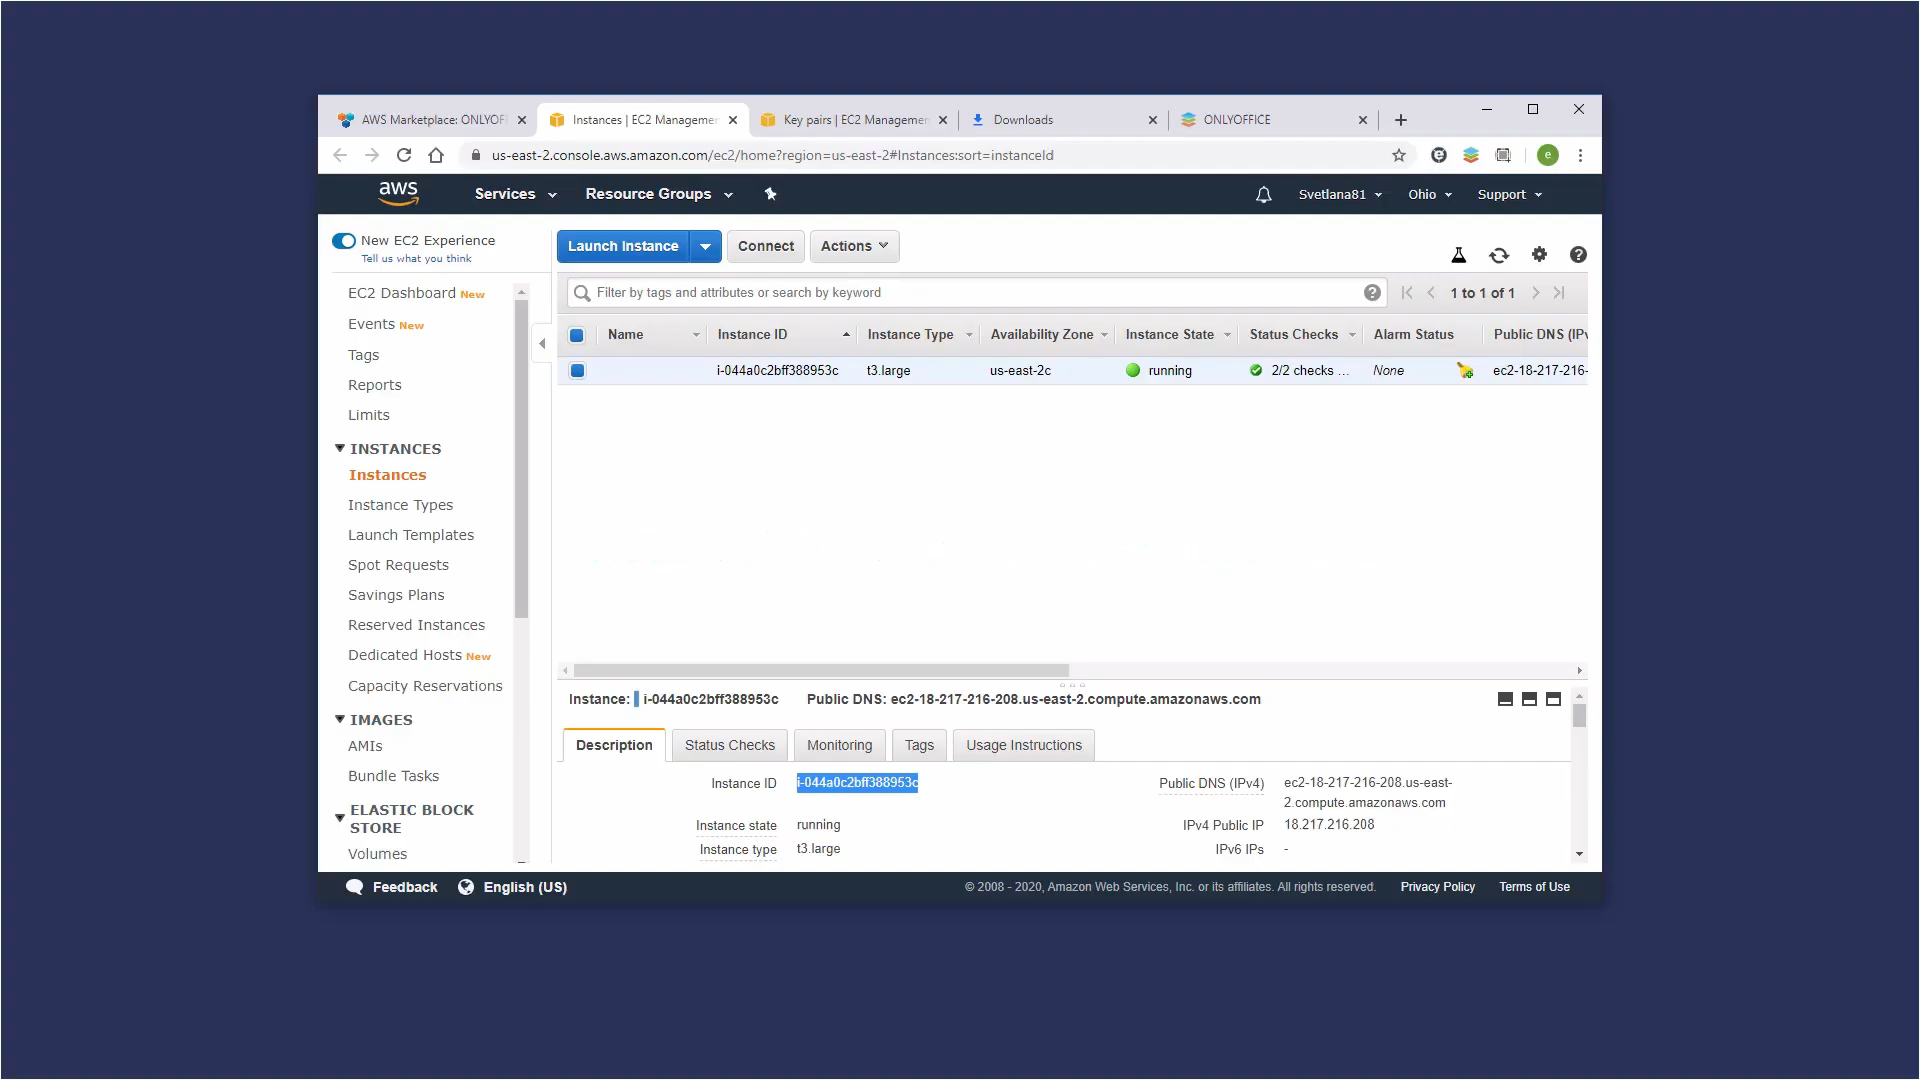 AWS Marketplace: ONLYOF
Instances | EC2 Managemen
Key pairs | EC2 Managemen
Downloads
ONLYOFFICE
us-east-2.console.aws.amazon.com/ec2/home?region=us-east-2#Instances:sort=instanceId
e
aws
Services
Resource Groups
Svetlana81
Ohio
Support
New EC2 Experience
Tell us what you think
Launch Instance
Connect
Actions
EC2 Dashboard New
Events New
Tags
Reports
Limits
INSTANCES
Instances
Instance Types
Launch Templates
Spot Requests
Savings Plans
Reserved Instances
Dedicated Hosts New
Capacity Reservations
IMAGES
AMIs
Bundle Tasks
ELASTIC BLOCK
STORE
Volumes
Filter by tags and attributes or search by keyword
1 to 1 of 1
Name
Instance ID
Instance Type
Availability Zone
Instance State
Status Checks
Alarm Status
Public DNS (IPv
i-044a0c2bff388953c
t3.large
us-east-2c
running
2/2 checks ...
None
ec2-18-217-216-
Instance: i-044a0c2bff388953c
Public DNS: ec2-18-217-216-208.us-east-2.compute.amazonaws.com
Description
Status Checks
Monitoring
Tags
Usage Instructions
Instance ID
i-044a0c2bff388953c
Public DNS (IPv4)
ec2-18-217-216-208.us-east-
2.compute.amazonaws.com
Instance state
running
IPv4 Public IP
18.217.216.208
Instance type
t3.large
IPv6 IPs
-
Feedback
English (US)
© 2008 - 2020, Amazon Web Services, Inc. or its affiliates. All rights reserved.
Privacy Policy
Terms of Use